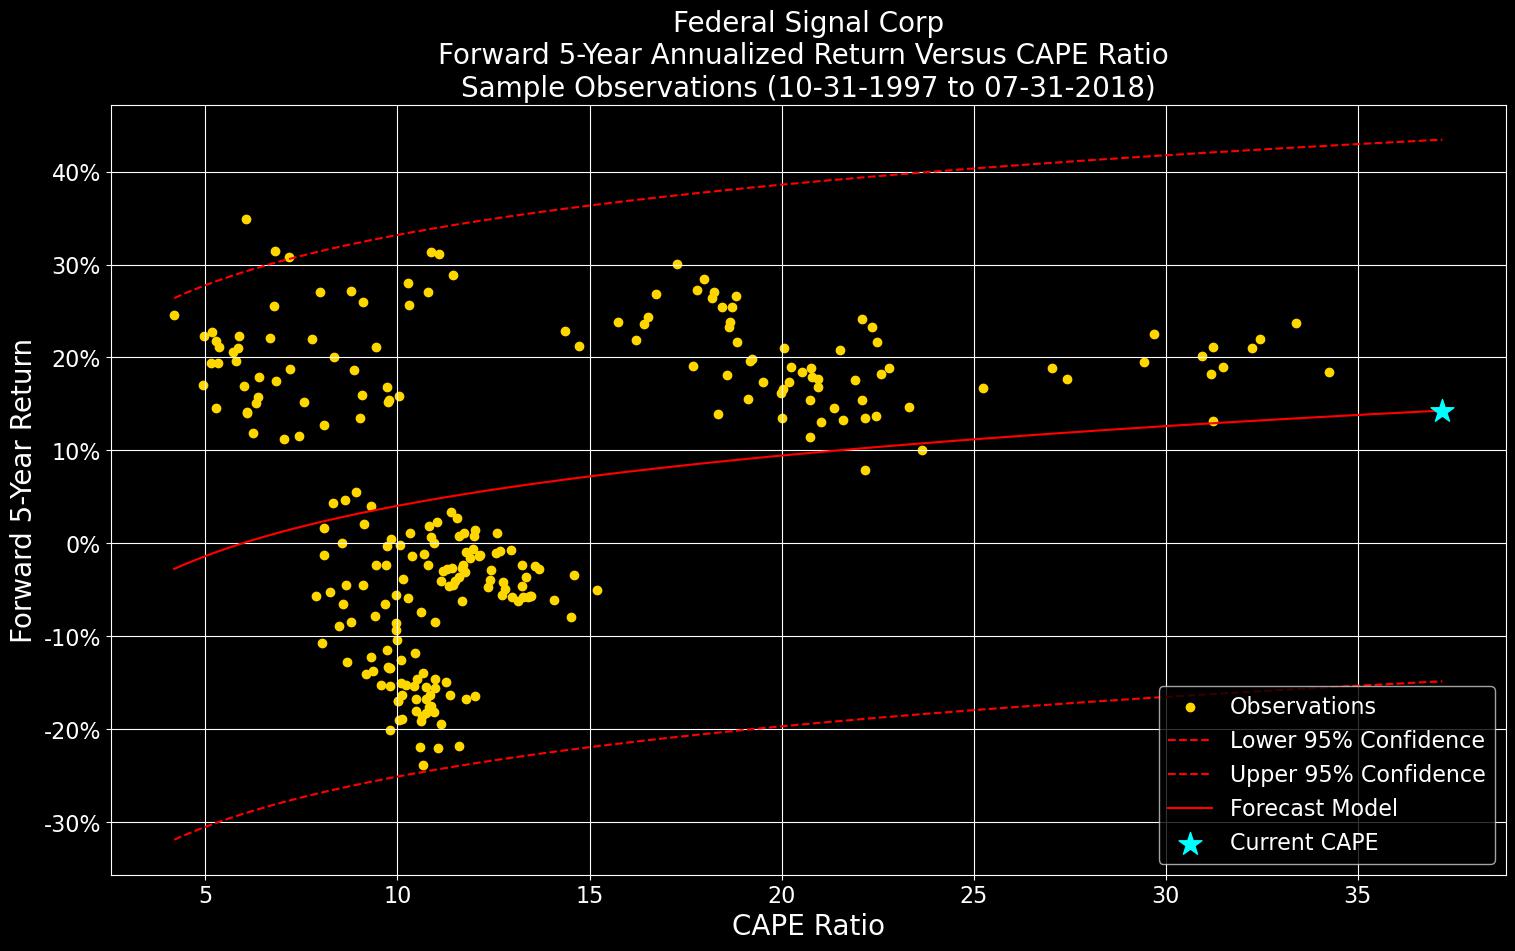 Federal Signal Corp
Forward 5-Year Annualized Return Versus CAPE Ratio
Sample Observations (10-31-1997 to 07-31-2018)
Forward 5-Year Return
40%
30%
20%
10%
0%
-10%
-20%
-30%
Observations
Lower 95% Confidence
Upper 95% Confidence
Forecast Model
Current CAPE
5 10 15 20 25 30 35
CAPE Ratio